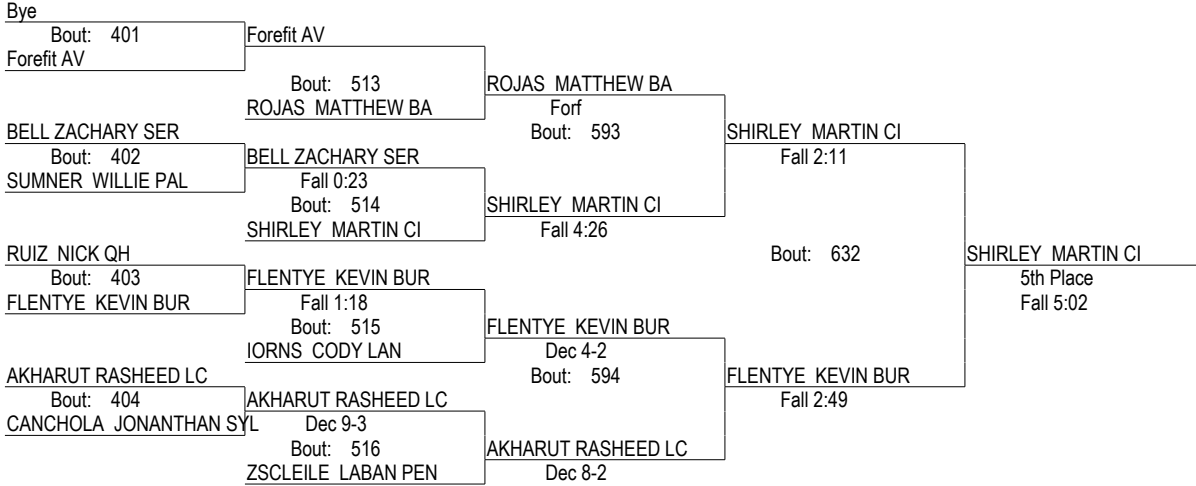 Bye
Bout: 401
Forefit AV
Forefit AV
Bout: 513
ROJAS MATTHEW BA
ROJAS MATTHEW BA
Forf
Bout: 593
BELL ZACHARY SER
Bout: 402
SUMNER WILLIE PAL
BELL ZACHARY SER
Fall 0:23
Bout: 514
SHIRLEY MARTIN CI
SHIRLEY MARTIN CI
Fall 4:26
SHIRLEY MARTIN CI
Fall 2:11
RUIZ NICK QH
Bout: 403
FLENTYE KEVIN BUR
FLENTYE KEVIN BUR
Fall 1:18
Bout: 515
IORNS CODY LAN
FLENTYE KEVIN BUR
Dec 4-2
Bout: 594
AKHARUT RASHEED LC
Bout: 404
CANCHOLA JONANTHAN SYL
AKHARUT RASHEED LC
Dec 9-3
Bout: 516
ZSCLEILE LABAN PEN
AKHARUT RASHEED LC
Dec 8-2
FLENTYE KEVIN BUR
Fall 2:49
Bout: 632
SHIRLEY MARTIN CI
5th Place
Fall 5:02